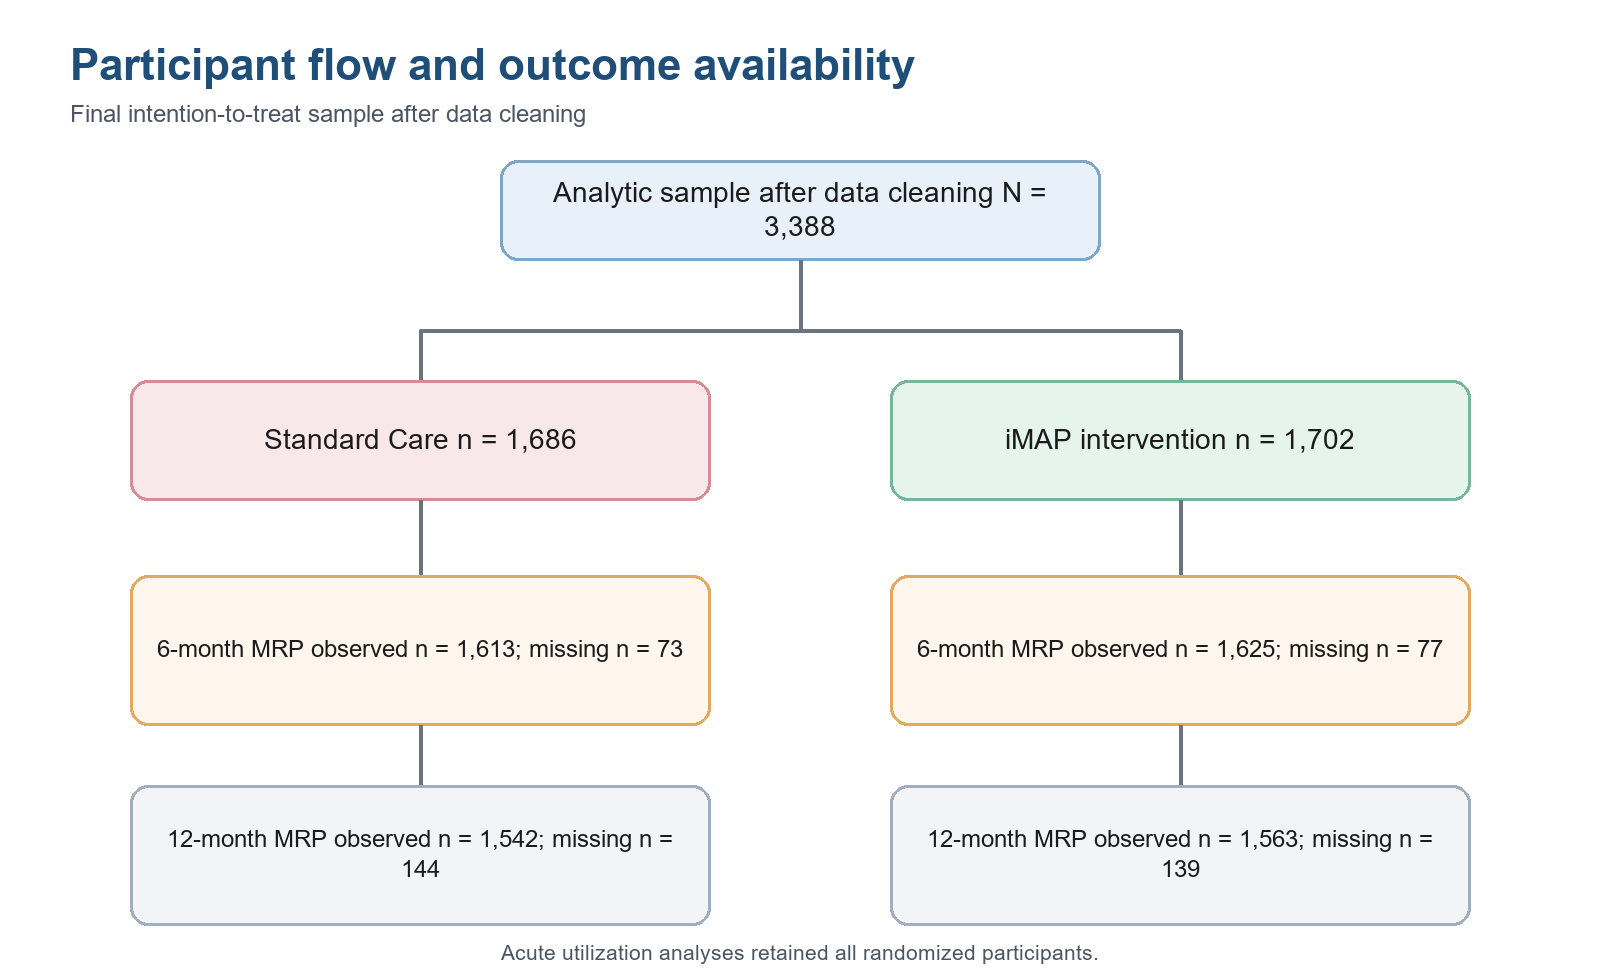 Participant flow and outcome availability
Final intention-to-treat sample after data cleaning
Analytic sample after data cleaning N =
3,388
Standard Care n = 1,686
iMAP intervention n = 1,702
6-month MRP observed n = 1,613; missing n = 73
6-month MRP observed n = 1,625; missing n = 77
12-month MRP observed n = 1,542; missing n =
144
12-month MRP observed n = 1,563; missing n =
139
Acute utilization analyses retained all randomized participants.